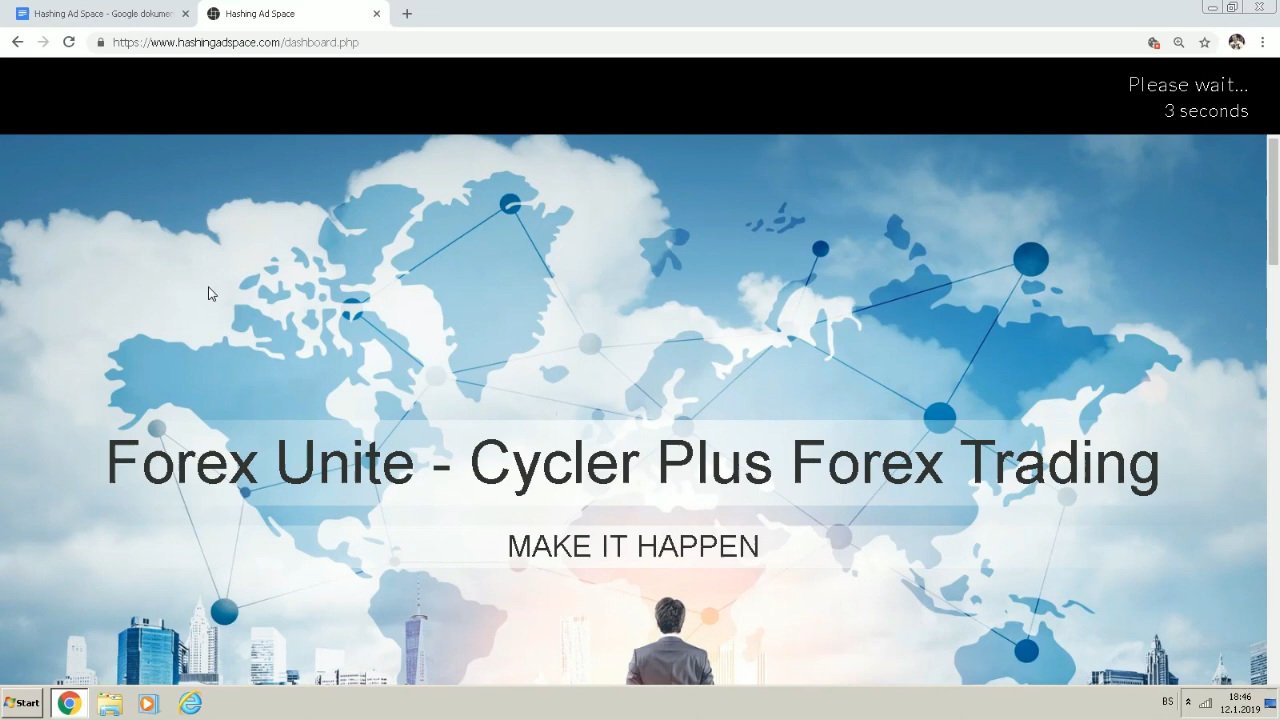 Hashing Ad Space - Google dokumen
Hashing Ad Space
https://www.hashingadspace.com/dashboard.php
Please wait...
3 seconds
Forex Unite - Cycler Plus Forex Trading
MAKE IT HAPPEN
Start
BS
18:46
12.1.2019